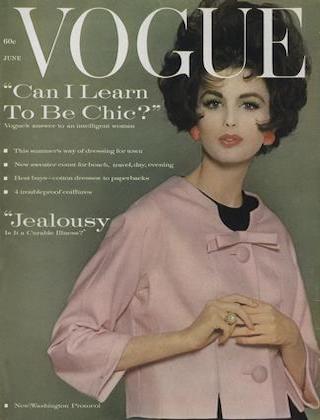 60c
VOGUE
JUNE
“Can I Learn
To Be Chic?”
Vogue's answer to an intelligent woman
■ This summer's way of dressing for town
■ New sweater count for beach, travel, day, evening
■ Best buys—cotton dresses to paperbacks
■ 4 troubleproof coiffures
“Jealousy
Is it a Curable Illness?”
■ New Washington Protocol